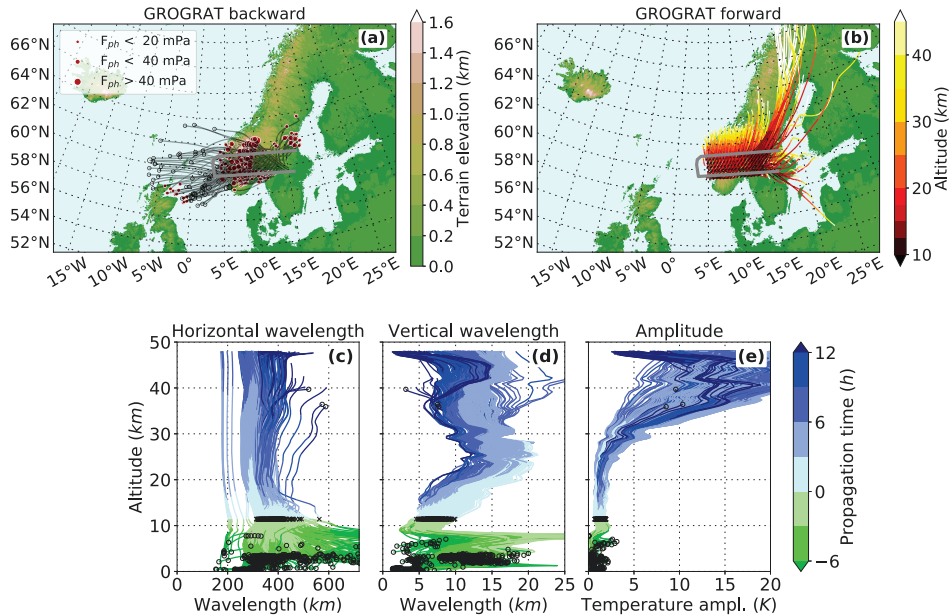 GROGRAT backward
GROGRAT forward
(a)
(b)
F_ph < 20 mPa
F_ph < 40 mPa
F_ph > 40 mPa
66°N
64°N
62°N
60°N
58°N
56°N
54°N
52°N
15°W
10°W
5°W
0°
5°E
10°E
15°E
20°E
25°E
1.6
1.4
1.2
1.0
0.8
0.6
0.4
0.2
0.0
Terrain elevation (km)
66°N
64°N
62°N
60°N
58°N
56°N
54°N
52°N
15°W
10°W
5°W
0°
5°E
10°E
15°E
20°E
25°E
40
30
20
10
Altitude (km)
Horizontal wavelength
Vertical wavelength
Amplitude
(c)
(d)
(e)
50
40
30
20
10
0
Altitude (km)
0
200
400
600
Wavelength (km)
0
5
10
15
20
25
Wavelength (km)
0
5
10
15
20
Temperature ampl. (K)
12
6
0
−6
Propagation time (h)